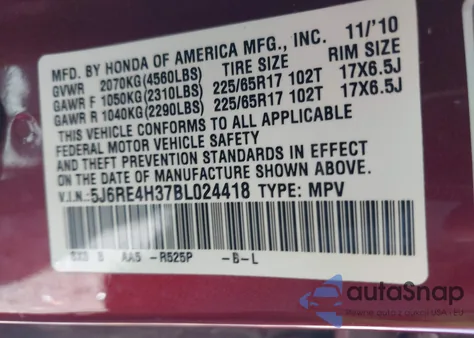 MFD. BY HONDA OF AMERICA MFG., INC. 11/'10
GVWR 2070KG(4560LBS) TIRE SIZE RIM SIZE
GAWR F 1050KG(2310LBS) 225/65R17 102T 17X6.5J
GAWR R 1040KG(2290LBS) 225/65R17 102T 17X6.5J
THIS VEHICLE CONFORMS TO ALL APPLICABLE
FEDERAL MOTOR VEHICLE SAFETY
AND THEFT PREVENTION STANDARDS IN EFFECT
ON THE DATE OF MANUFACTURE SHOWN ABOVE.
V.I.N.:5J6RE4H37BL024418 TYPE: MPV
B AA5 -R525P -B-L
autoSnap